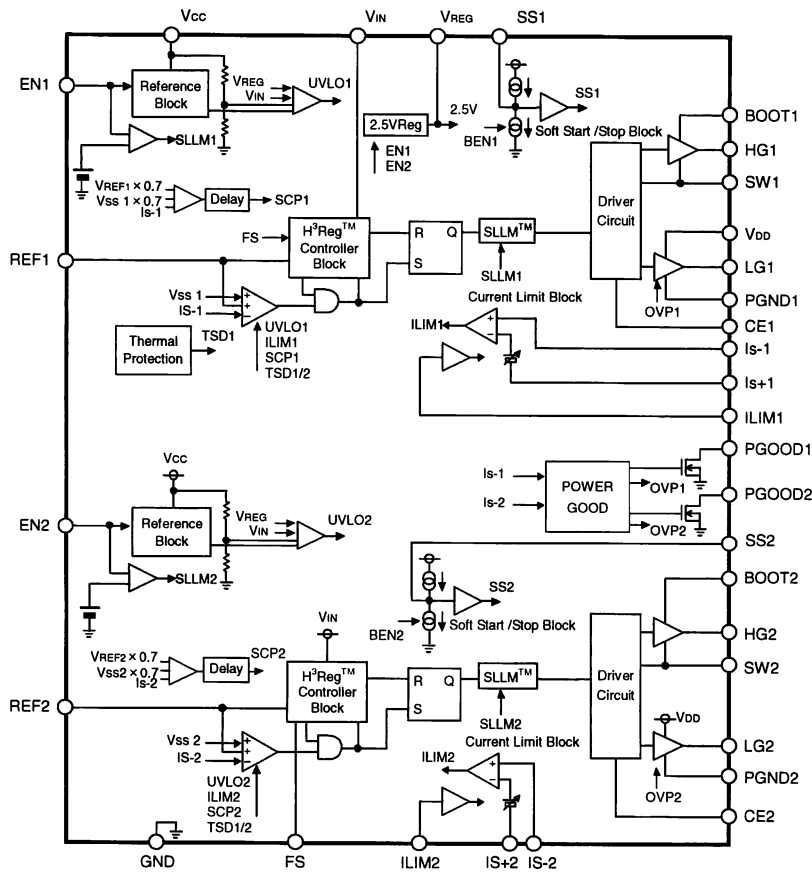 VCC
VIN
VREG
SS1
EN1
Reference
Block
VREG
VIN
UVLO1
SLLM1
2.5VReg
2.5V
EN1
EN2
BEN1
SS1
Soft Start /Stop Block
BOOT1
HG1
SW1
Driver
Circuit
VREF1 × 0.7
VSS 1 × 0.7
IS-1
Delay
SCP1
FS
H³Reg™
Controller
Block
R
Q
S
SLLM™
SLLM1
VDD
LG1
OVP1
PGND1
CE1
REF1
VSS 1
IS-1
UVLO1
ILIM1
SCP1
TSD1/2
Thermal
Protection
TSD1
Current Limit Block
ILIM1
IS-1
IS+1
ILIM1
IS-1
IS-2
POWER
GOOD
OVP1
OVP2
PGOOD1
PGOOD2
VCC
EN2
Reference
Block
VREG
VIN
UVLO2
SLLM2
SS2
SS2
BEN2
Soft Start /Stop Block
BOOT2
HG2
SW2
Driver
Circuit
VIN
VREF2 × 0.7
VSS2 × 0.7
IS-2
Delay
SCP2
H³Reg™
Controller
Block
R
Q
S
SLLM™
SLLM2
VDD
LG2
OVP2
PGND2
CE2
REF2
VSS 2
IS-2
UVLO2
ILIM2
SCP2
TSD1/2
Current Limit Block
ILIM2
GND
FS
ILIM2
IS+2
IS-2